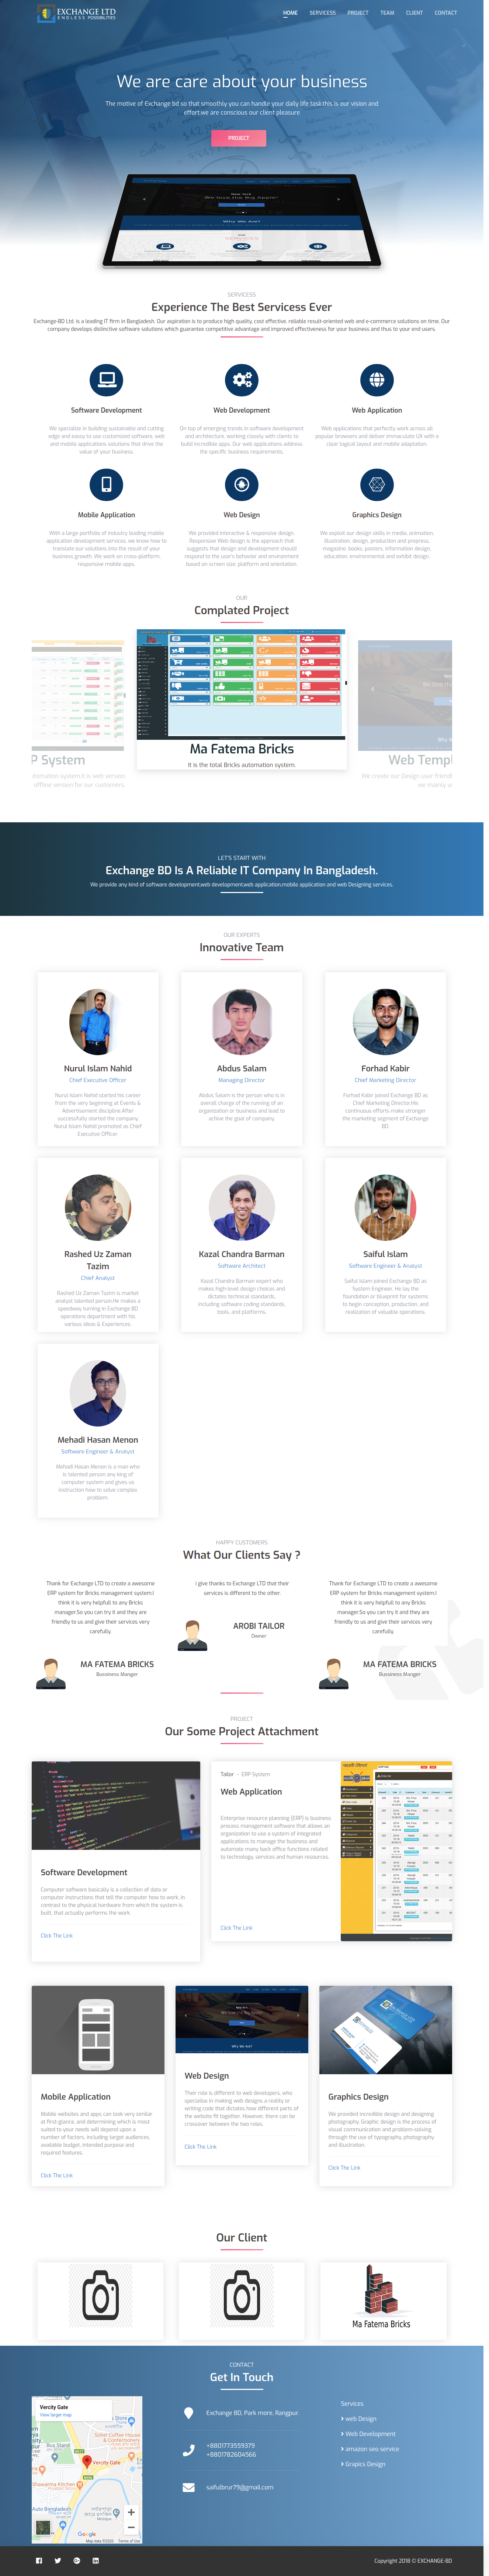 EXCHANGE LTD
ENDLESS POSSIBILITIES
HOME SERVICESS PROJECT TEAM CLIENT CONTACT
We are care about your business
The motive of Exchange bd so that smoothly you can handle your daily life task.this is our vision and
effort.we are conscious our client pleasure
PROJECT
SERVICESS
Experience The Best Servicess Ever
Exchange-BD Ltd. is a leading IT firm in Bangladesh. Our aspiration is to produce high quality, cost effective, reliable result-oriented web and e-commerce solutions on time. Our
company develops distinctive software solutions which guarantee competitive advantage and improved effectiveness for your business and thus to your end users.
Software Development
We specialize in building sustainable and cutting
edge and easy to use customized software, web
and mobile applications solutions that drive the
value of your business.
Web Development
On top of emerging trends in software development
and architecture, working closely with clients to
build incredible apps. Our web applications address
the specific business requirements.
Web Application
Web applications that perfectly work across all
popular browsers and deliver immaculate UX with a
clear logical layout and mobile adaptation.
Mobile Application
With a large portfolio of industry leading mobile
application development services, we know how to
translate our solutions into the result of your
business growth. We work on cross-platform,
responsive mobile apps.
Web Design
We provided interactive & responsive design.
Responsive Web design is the approach that
suggests that design and development should
respond to the user's behavior and environment
based on screen size, platform and orientation.
Graphics Design
We exploit our design skills in media, animation,
illustration, design, production and prepress,
magazine, books, posters, information design,
education, environmental and exhibit design.
OUR
Complated Project
P System
offline version for our customers.
Ma Fatema Bricks
It is the total Bricks automation system.
Web Templ
We create our Design user friendl
we mainly u
LET'S START WITH
Exchange BD Is A Reliable IT Company In Bangladesh.
We provide any kind of software development,web development,web application,mobile application and web Designing services.
OUR EXPERTS
Innovative Team
Nurul Islam Nahid
Chief Executive Officer
Nurul Islam Nahid started his career
from the very beginning at Events &
Advertisement discipline.After
successfully started the company
Nurul Islam Nahid promoted as Chief
Executive Officer.
Abdus Salam
Managing Director
Abdus Salam is the person who is in
overall charge of the running of an
organization or business and lead to
achive the goal of company.
Forhad Kabir
Chief Marketing Director
Forhad Kabir joined Exchange BD as
Chief Marketing Director.His
continuous efforts make stronger
the marketing segment of Exchange
BD.
Rashed Uz Zaman
Tazim
Chief Analyst
Rashed Uz Zaman Tazim is market
analyst talented person.He makes a
speedway turning in Exchange BD
operations department with his
various ideas & Experiences.
Kazal Chandra Barman
Software Architect
Kazal Chandra Barman expert who
makes high-level design choices and
dictates technical standards,
including software coding standards,
tools, and platforms.
Saiful Islam
Software Engineer & Analyst
Saiful Islam joined Exchange BD as
System Engineer. He lay the
foundation or blueprint for systems
to begin conception, production, and
realization of valuable operations.
Mehadi Hasan Menon
Software Engineer & Analyst
Mehadi Hasan Menon is a man who
is talented person any king of
computer system and gives us
instruction how to solve complex
problem.
HAPPY CUSTOMERS
What Our Clients Say ?
Thank for Exchange LTD to create a awesome
ERP system for Bricks management system.I
think it is very helpfull to any Bricks
manager.So you can try it and they are
friendly to us and give their services very
carefully.
MA FATEMA BRICKS
Bussiness Manger
i give thanks to Exchange LTD that their
services is different to the other.
AROBI TAILOR
Owner
Thank for Exchange LTD to create a awesome
ERP system for Bricks management system.I
think it is very helpfull to any Bricks
manager.So you can try it and they are
friendly to us and give their services very
carefully.
MA FATEMA BRICKS
Bussiness Manger
PROJECT
Our Some Project Attachment
Software Development
Computer software basically is a collection of data or
computer instructions that tell the computer how to work, in
contrast to the physical hardware from which the system is
built, that actually performs the work.
Click The Link
Tailor - ERP System
Web Application
Enterprise resource planning (ERP) is business
process management software that allows an
organization to use a system of integrated
applications to manage the business and
automate many back office functions related
to technology, services and human resources.
Click The Link
Mobile Application
Mobile websites and apps can look very similar
at first glance, and determining which is most
suited to your needs will depend upon a
number of factors, including target audiences,
available budget, intended purpose and
required features.
Click The Link
Web Design
Their role is different to web developers, who
specialise in making web designs a reality or
writing code that dictates how different parts of
the website fit together. However, there can be
crossover between the two roles.
Click The Link
Graphics Design
We provided incredible design and designing
photography. Graphic design is the process of
visual communication and problem-solving
through the use of typography, photography
and illustration.
Click The Link
Our Client
Ma Fatema Bricks
CONTACT
Get In Touch
Vercity Gate
View larger map
Vercity Gate
Google
Map data ©2020 Terms of Use
Exchange BD, Park more, Rangpur.
+8801773559379
+8801782604566
saifulbrur79@gmail.com
Services
web Design
Web Development
amazon seo service
Grapics Design
Copyright 2018 © EXCHANGE-BD